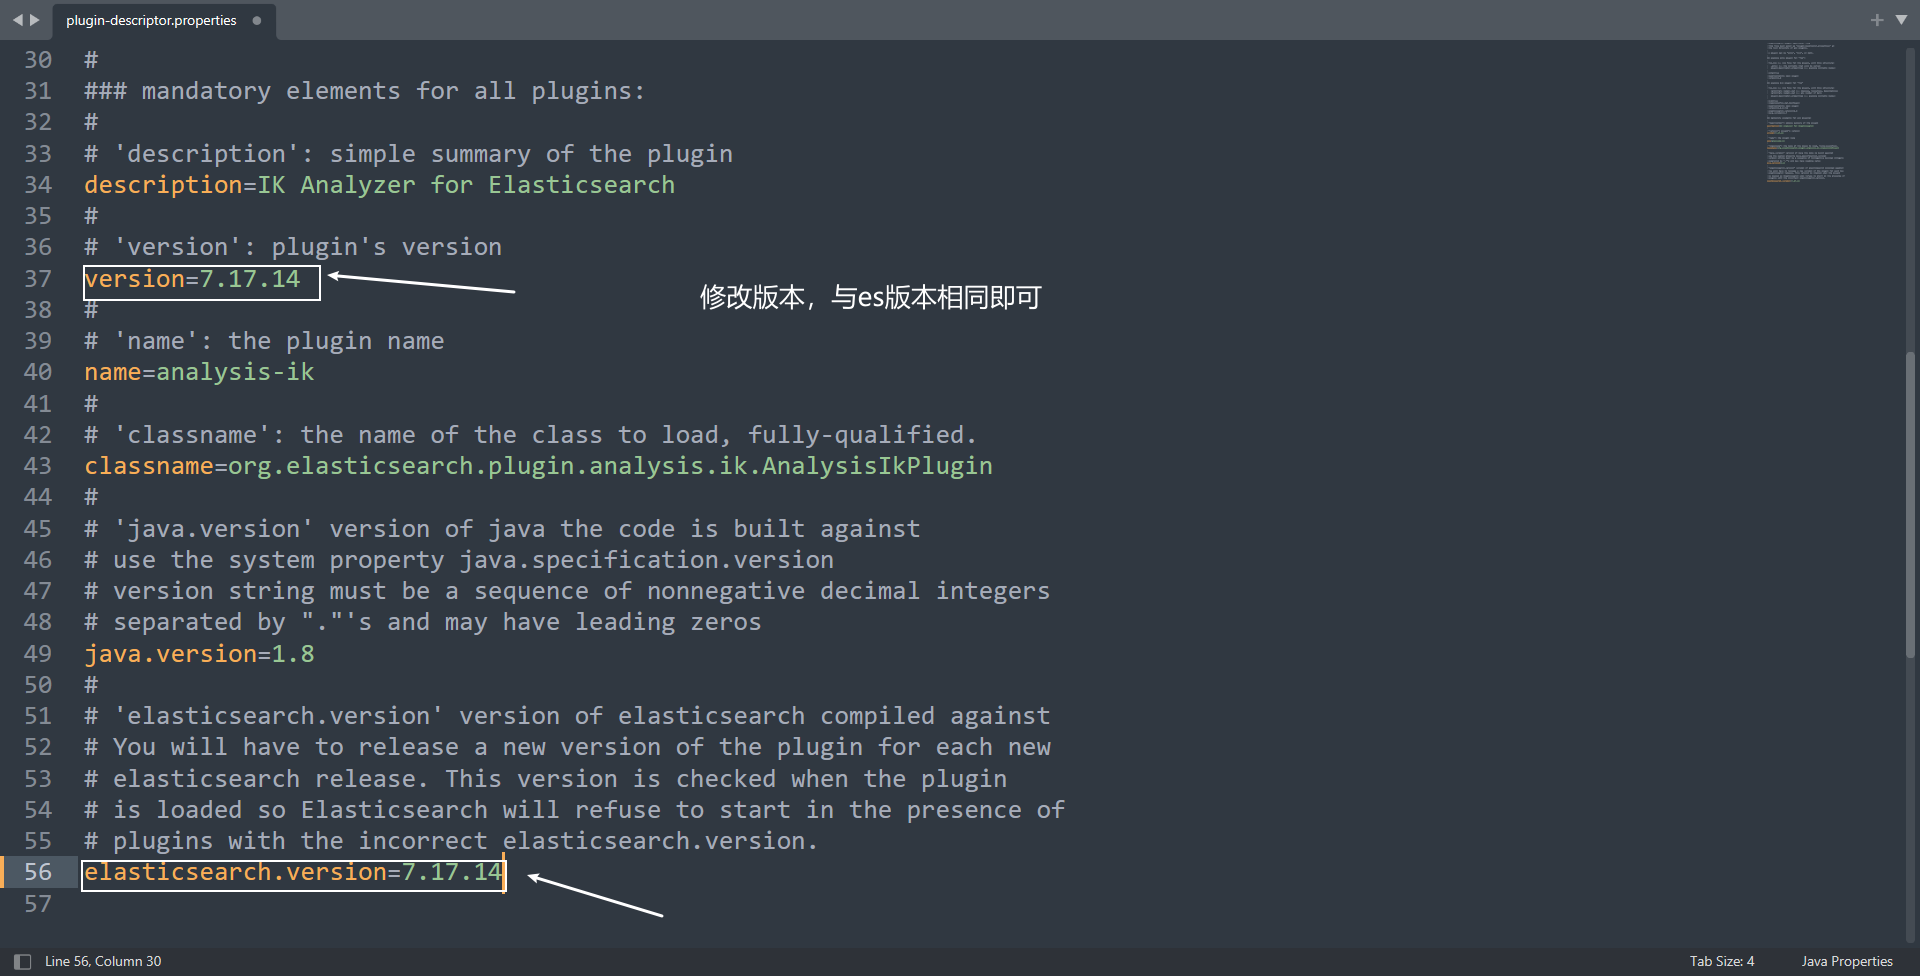 plugin-descriptor.properties
30 #
31 ### mandatory elements for all plugins:
32 #
33 # 'description': simple summary of the plugin
34 description=IK Analyzer for Elasticsearch
35 #
36 # 'version': plugin's version
37 version=7.17.14
修改版本，与es版本相同即可
38 #
39 # 'name': the plugin name
40 name=analysis-ik
41 #
42 # 'classname': the name of the class to load, fully-qualified.
43 classname=org.elasticsearch.plugin.analysis.ik.AnalysisIkPlugin
44 #
45 # 'java.version' version of java the code is built against
46 # use the system property java.specification.version
47 # version string must be a sequence of nonnegative decimal integers
48 # separated by "."'s and may have leading zeros
49 java.version=1.8
50 #
51 # 'elasticsearch.version' version of elasticsearch compiled against
52 # You will have to release a new version of the plugin for each new
53 # elasticsearch release. This version is checked when the plugin
54 # is loaded so Elasticsearch will refuse to start in the presence of
55 # plugins with the incorrect elasticsearch.version.
56 elasticsearch.version=7.17.14
57
Line 56, Column 30
Tab Size: 4
Java Properties